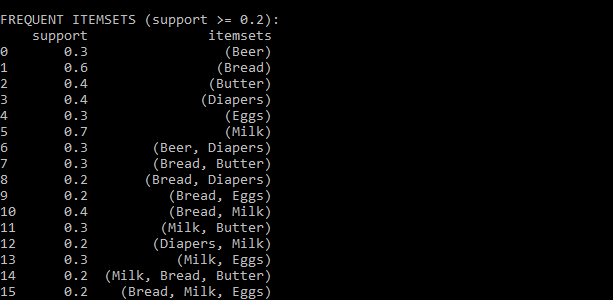 FREQUENT ITEMSETS (support >= 0.2):
support itemsets
0 0.3 (Beer)
1 0.6 (Bread)
2 0.4 (Butter)
3 0.4 (Diapers)
4 0.3 (Eggs)
5 0.7 (Milk)
6 0.3 (Beer, Diapers)
7 0.3 (Bread, Butter)
8 0.2 (Bread, Diapers)
9 0.2 (Bread, Eggs)
10 0.4 (Bread, Milk)
11 0.3 (Milk, Butter)
12 0.2 (Diapers, Milk)
13 0.3 (Milk, Eggs)
14 0.2 (Milk, Bread, Butter)
15 0.2 (Bread, Milk, Eggs)